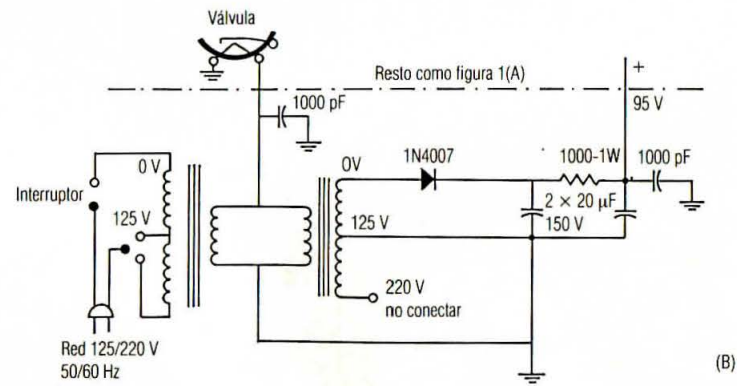 Válvula
Resto como figura 1(A)
+
95 V
1000 pF
0 V
0V
1N4007
1000-1W
1000 pF
Interruptor
125 V
125 V
2 × 20 µF
150 V
220 V
no conectar
Red 125/220 V
50/60 Hz
(B)